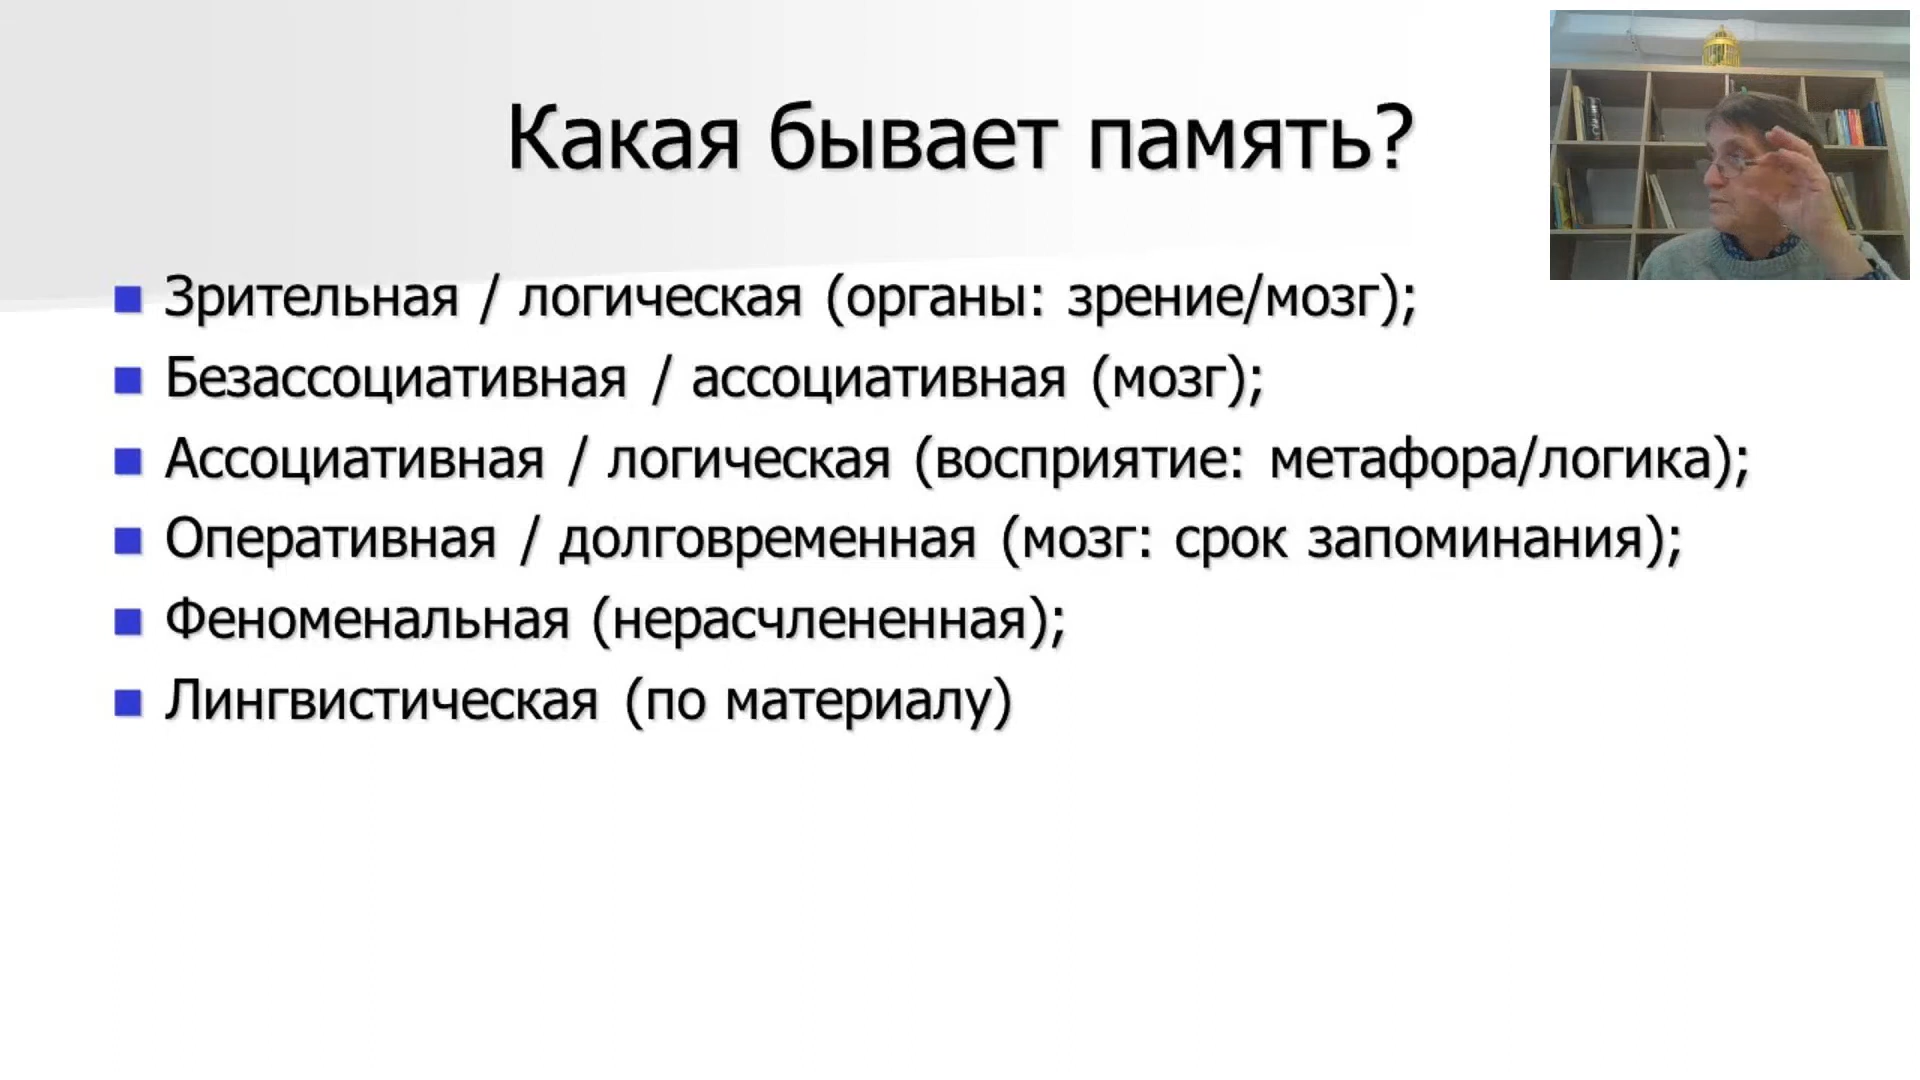 Какая бывает память?
Зрительная / логическая (органы: зрение/мозг);
Безассоциативная / ассоциативная (мозг);
Ассоциативная / логическая (восприятие: метафора/логика);
Оперативная / долговременная (мозг: срок запоминания);
Феноменальная (нерасчлененная);
Лингвистическая (по материалу)